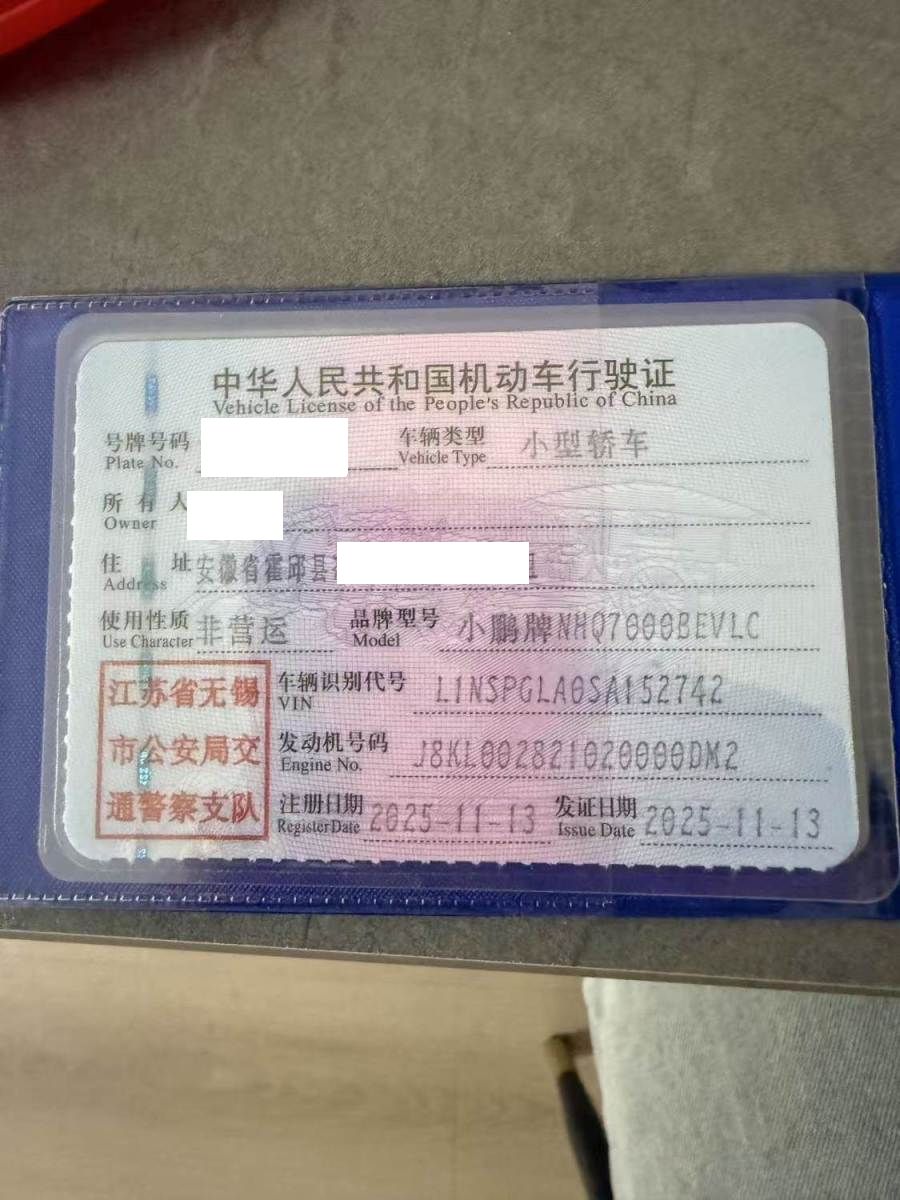 中华人民共和国机动车行驶证
Vehicle License of the People's Republic of China
号牌号码
Plate No.
车辆类型 小型轿车
Vehicle Type
所有人
Owner
住址 安徽省霍邱县
Address
使用性质 非营运
Use Character
品牌型号 小鹏牌NHQ7000BEVLC
Model
江苏省无锡
市公安局交
通警察支队
车辆识别代号 L1NSPGLA0SA152742
VIN
发动机号码 J8KL002821020000DM2
Engine No.
注册日期 2025-11-13
Register Date
发证日期 2025-11-13
Issue Date